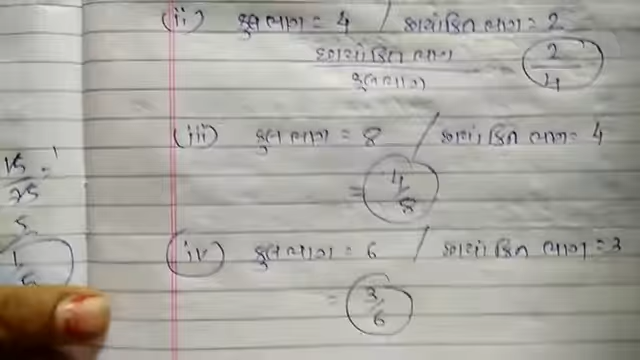 (ii) કુલ ભાગ = 4 / છાયાંકિત ભાગ = 2
છાયાંકિત ભાગ / કુલ ભાગ = 2/4
(iii) કુલ ભાગ = 8 / છાયાંકિત ભાગ = 4
= 4/8
(iv) કુલ ભાગ = 6 / છાયાંકિત ભાગ = 3
= 3/6